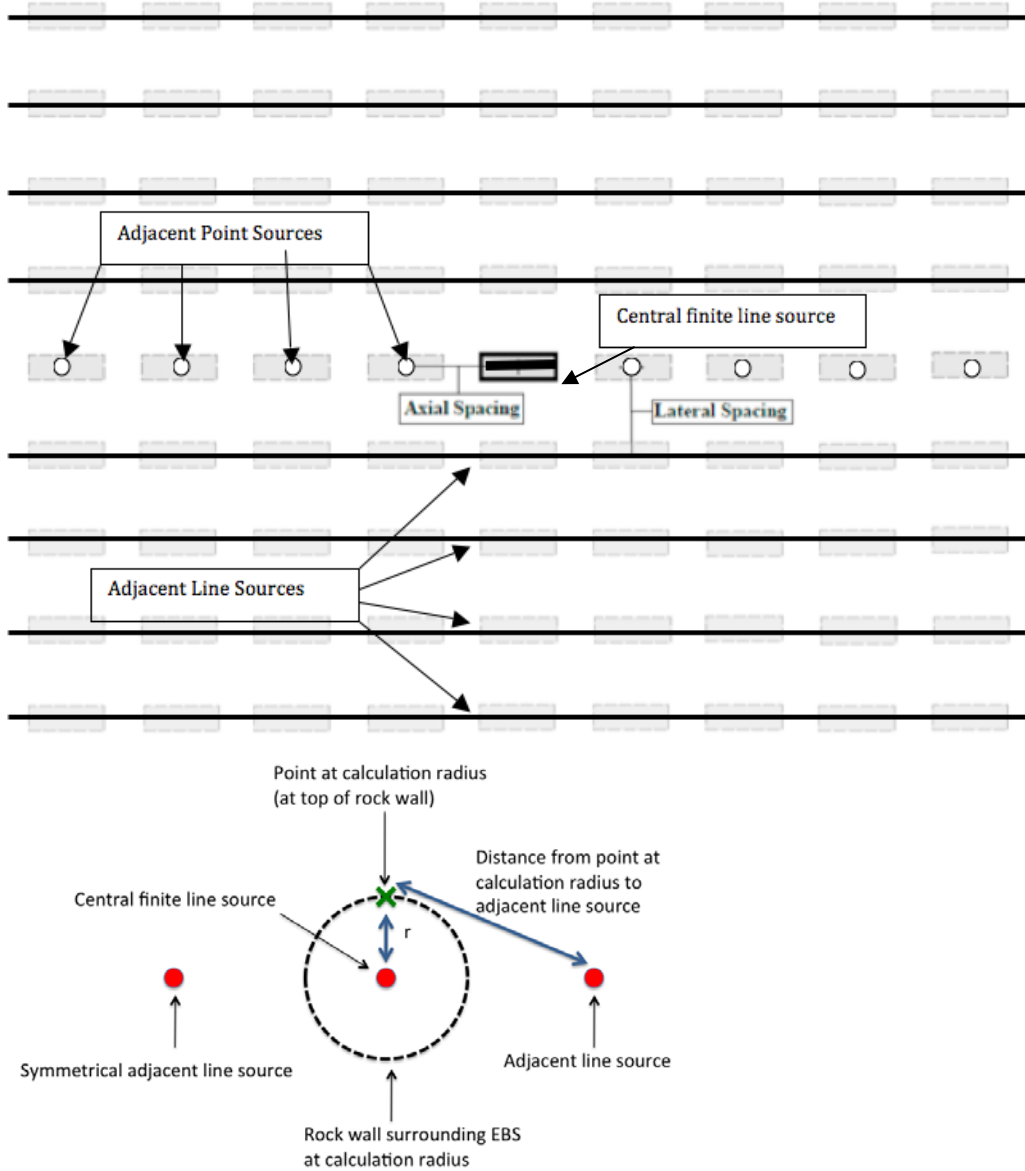 Adjacent Point Sources
Central finite line source
Axial Spacing
Lateral Spacing
Adjacent Line Sources
Point at calculation radius
(at top of rock wall)
Distance from point at
calculation radius to
adjacent line source
Central finite line source
r
Symmetrical adjacent line source
Adjacent line source
Rock wall surrounding EBS
at calculation radius